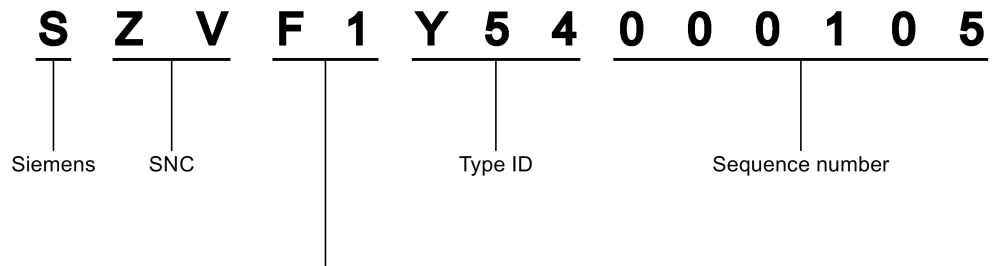 S Z V F 1 Y 5 4 0 0 0 1 0 5
Siemens SNC Type ID Sequence number